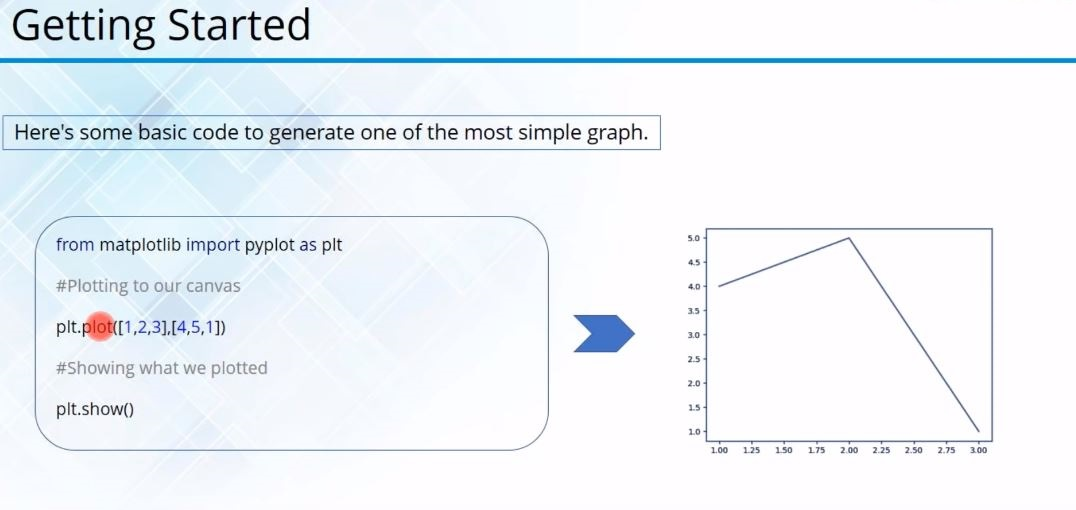 Getting Started
Here's some basic code to generate one of the most simple graph.
from matplotlib import pyplot as plt
#Plotting to our canvas
plt.plot([1,2,3],[4,5,1])
#Showing what we plotted
plt.show()
5.0
4.5
4.0
3.5
3.0
2.5
2.0
1.5
1.0
1.00 1.25 1.50 1.75 2.00 2.25 2.50 2.75 3.00